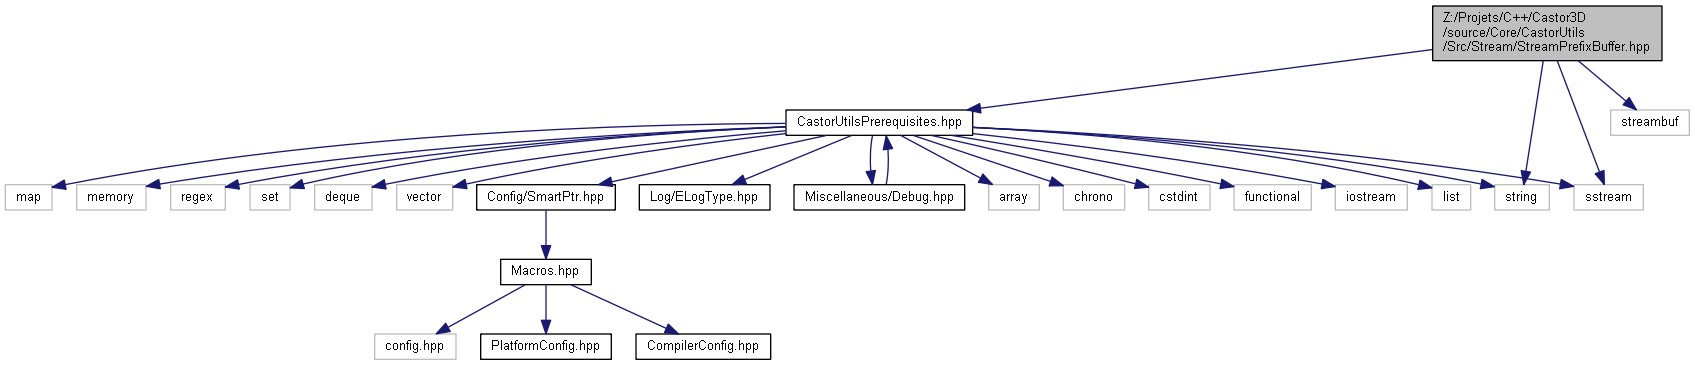 Z:/Projets/C++/Castor3D
/source/Core/CastorUtils
/Src/Stream/StreamPrefixBuffer.hpp
CastorUtilsPrerequisites.hpp
streambuf
map
memory
regex
set
deque
vector
Config/SmartPtr.hpp
Log/ELogType.hpp
Miscellaneous/Debug.hpp
array
chrono
cstdint
functional
iostream
list
string
sstream
Macros.hpp
config.hpp
PlatformConfig.hpp
CompilerConfig.hpp